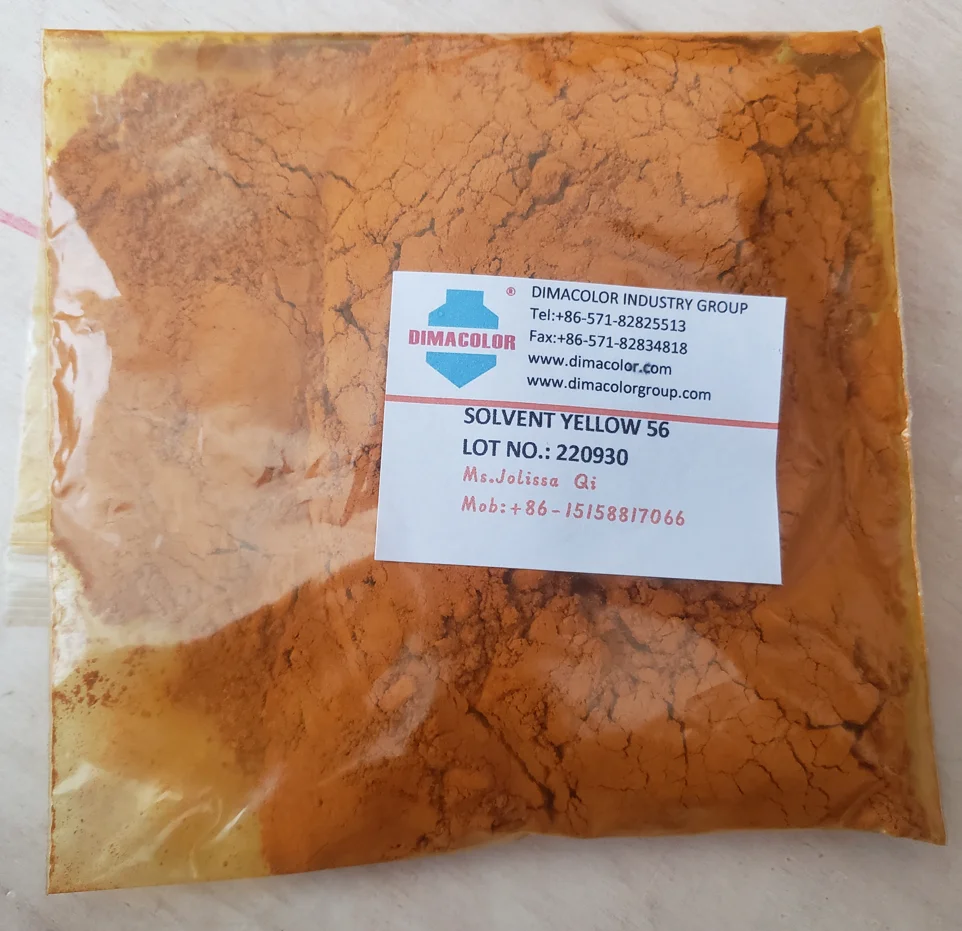 ®
DIMACOLOR
DIMACOLOR INDUSTRY GROUP
Tel:+86-571-82825513
Fax:+86-571-82834818
www.dimacolor.com
www.dimacolorgroup.com
SOLVENT YELLOW 56
LOT NO.: 220930
Ms.Jolissa Qi
Mob:+86-15158817066